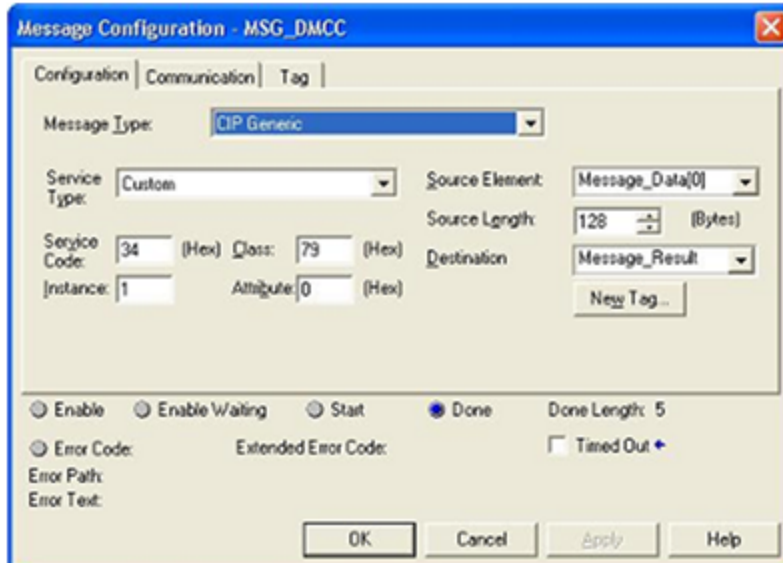 Message Configuration - MSG_DMCC
Configuration Communication Tag
Message Type: CIP Generic
Service Type: Custom
Source Element: Message_Data[0]
Source Length: 128 (Bytes)
Service Code: 34 (Hex) Class: 79 (Hex)
Destination Message_Result
Instance: 1 Attribute: 0 (Hex)
New Tag...
Enable Enable Waiting Start Done Done Length: 5
Error Code: Extended Error Code: Timed Out
Error Path:
Error Text:
OK Cancel Apply Help